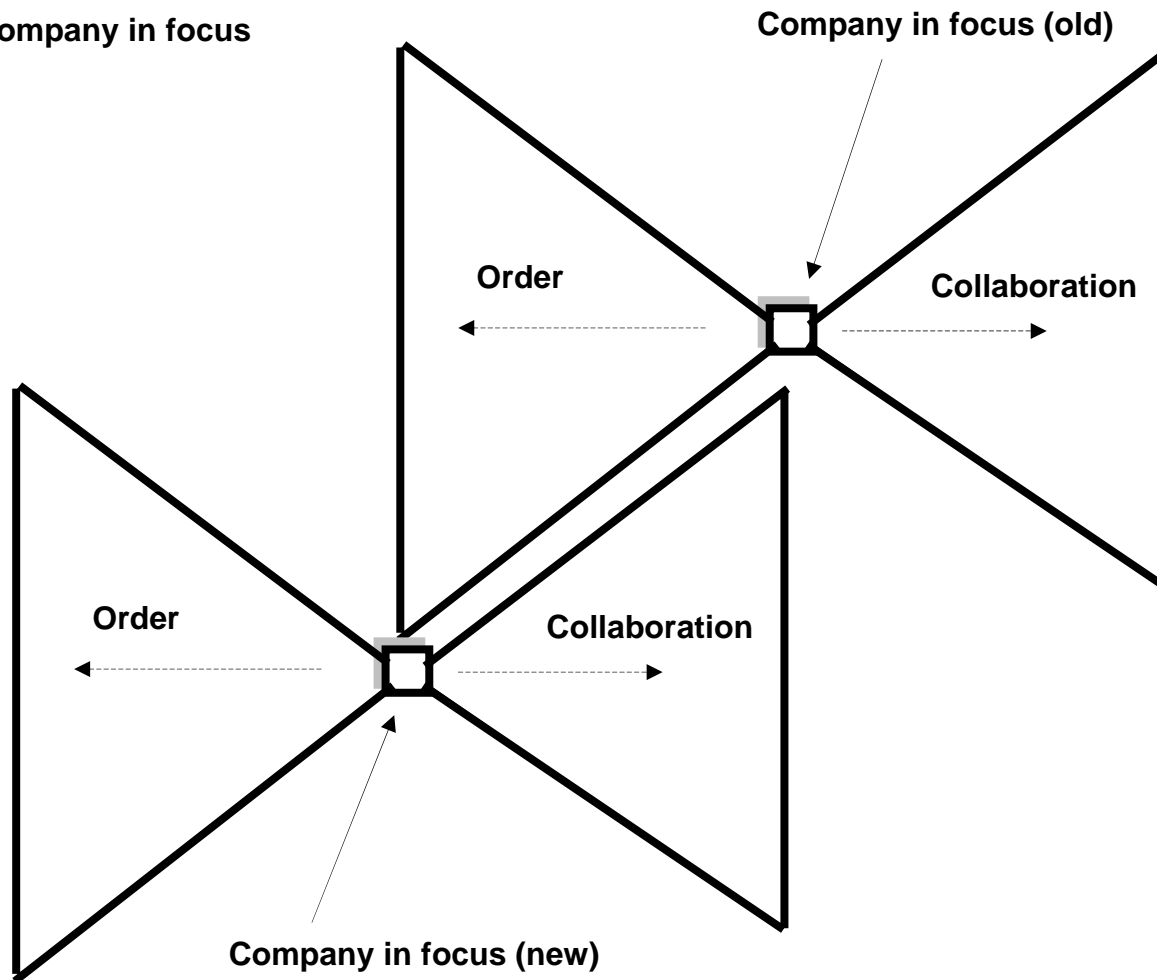 ompany in focus
Company in focus (old)
Order
Collaboration
Order
Collaboration
Company in focus (new)